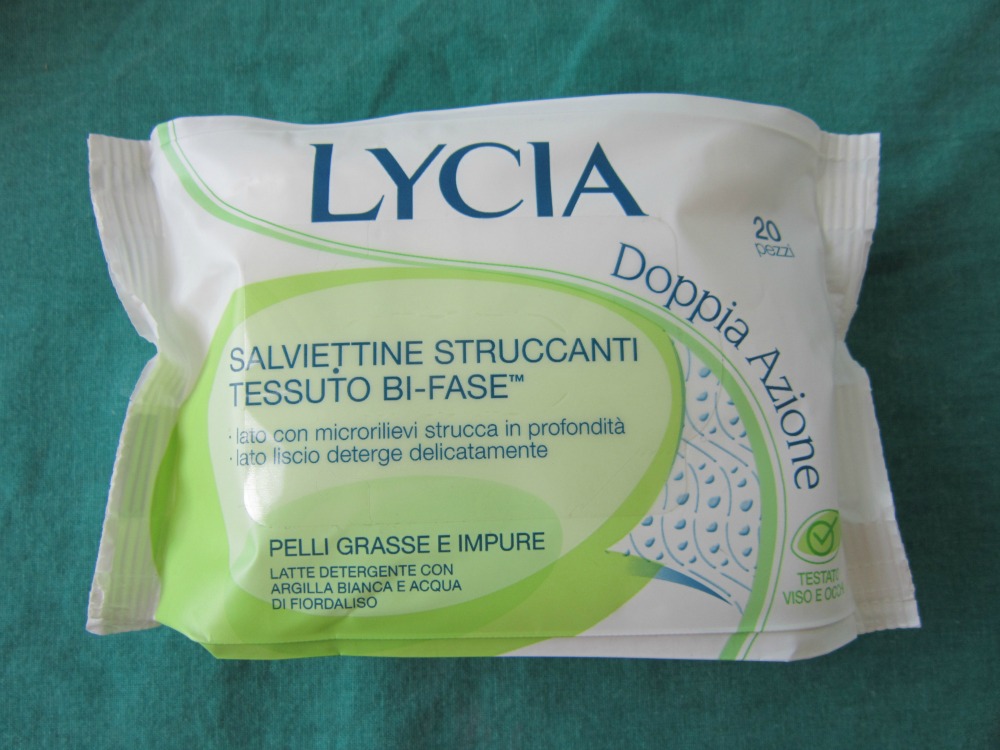 LYCIA
20
pezzi
Doppia Azione
SALVIETTINE STRUCCANTI
TESSUTO BI-FASE™
· lato con microrilievi strucca in profondità
· lato liscio deterge delicatamente
PELLI GRASSE E IMPURE
LATTE DETERGENTE CON
ARGILLA BIANCA E ACQUA
DI FIORDALISO
TESTATO
VISO E OCCHI